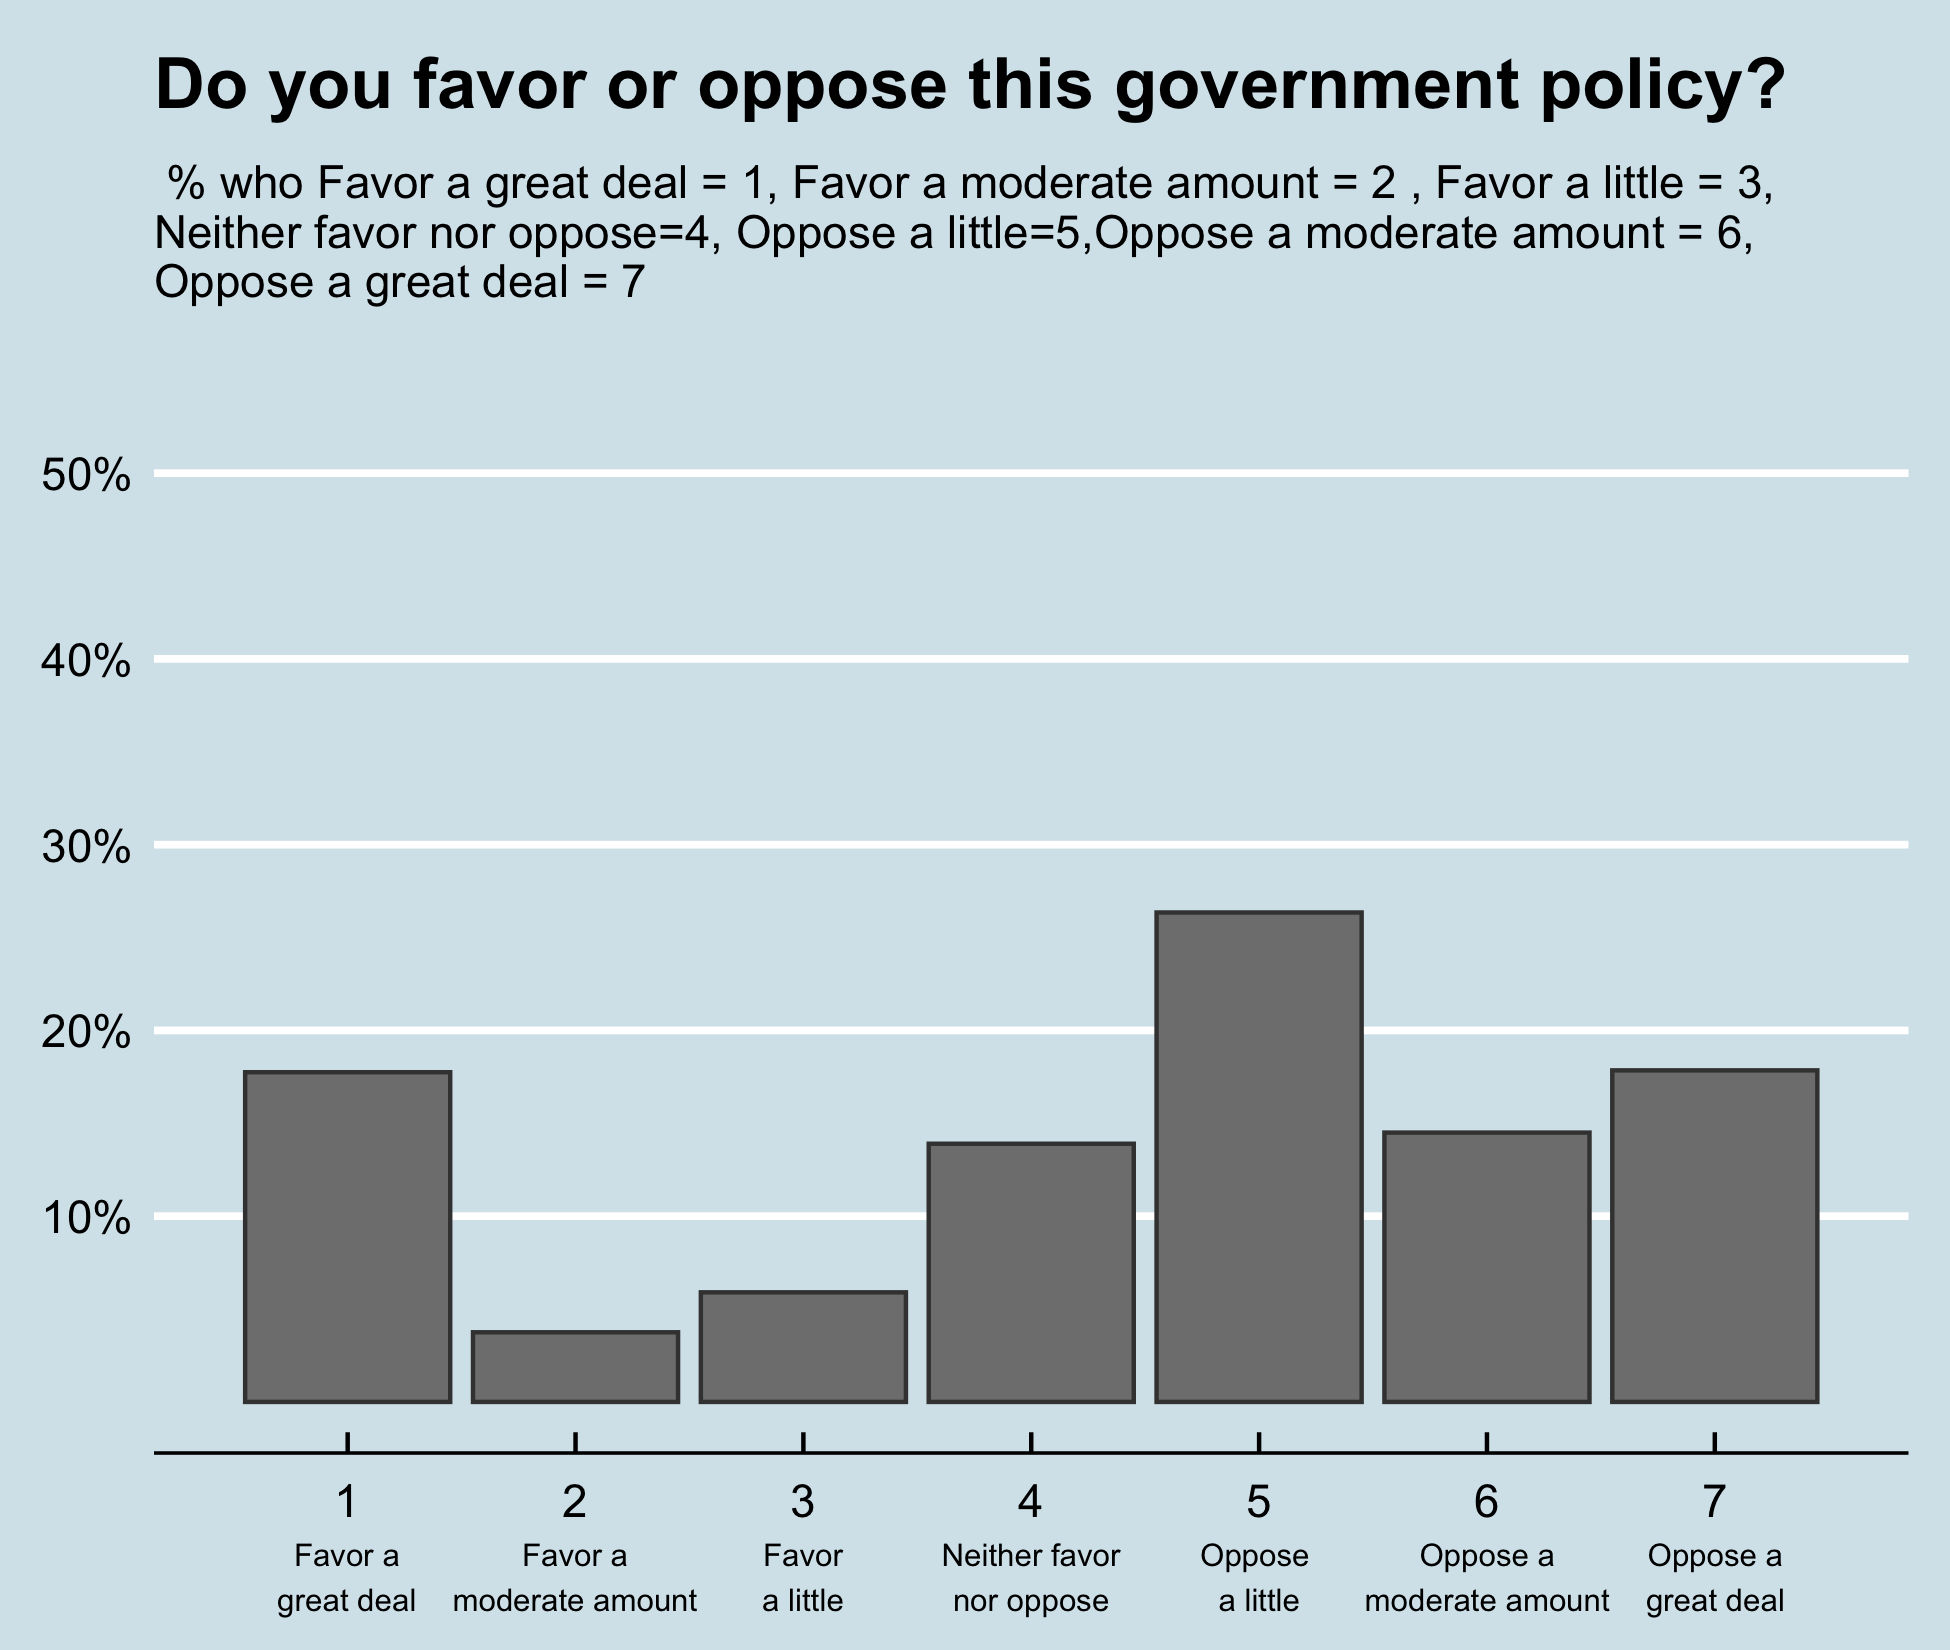 Do you favor or oppose this government policy?
% who Favor a great deal = 1, Favor a moderate amount = 2 , Favor a little = 3,
Neither favor nor oppose=4, Oppose a little=5,Oppose a moderate amount = 6,
Oppose a great deal = 7
50%
40%
30%
20%
10%
1 2 3 4 5 6 7
Favor a Favor a Favor Neither favor Oppose Oppose a Oppose a
great deal moderate amount a little nor oppose a little moderate amount great deal